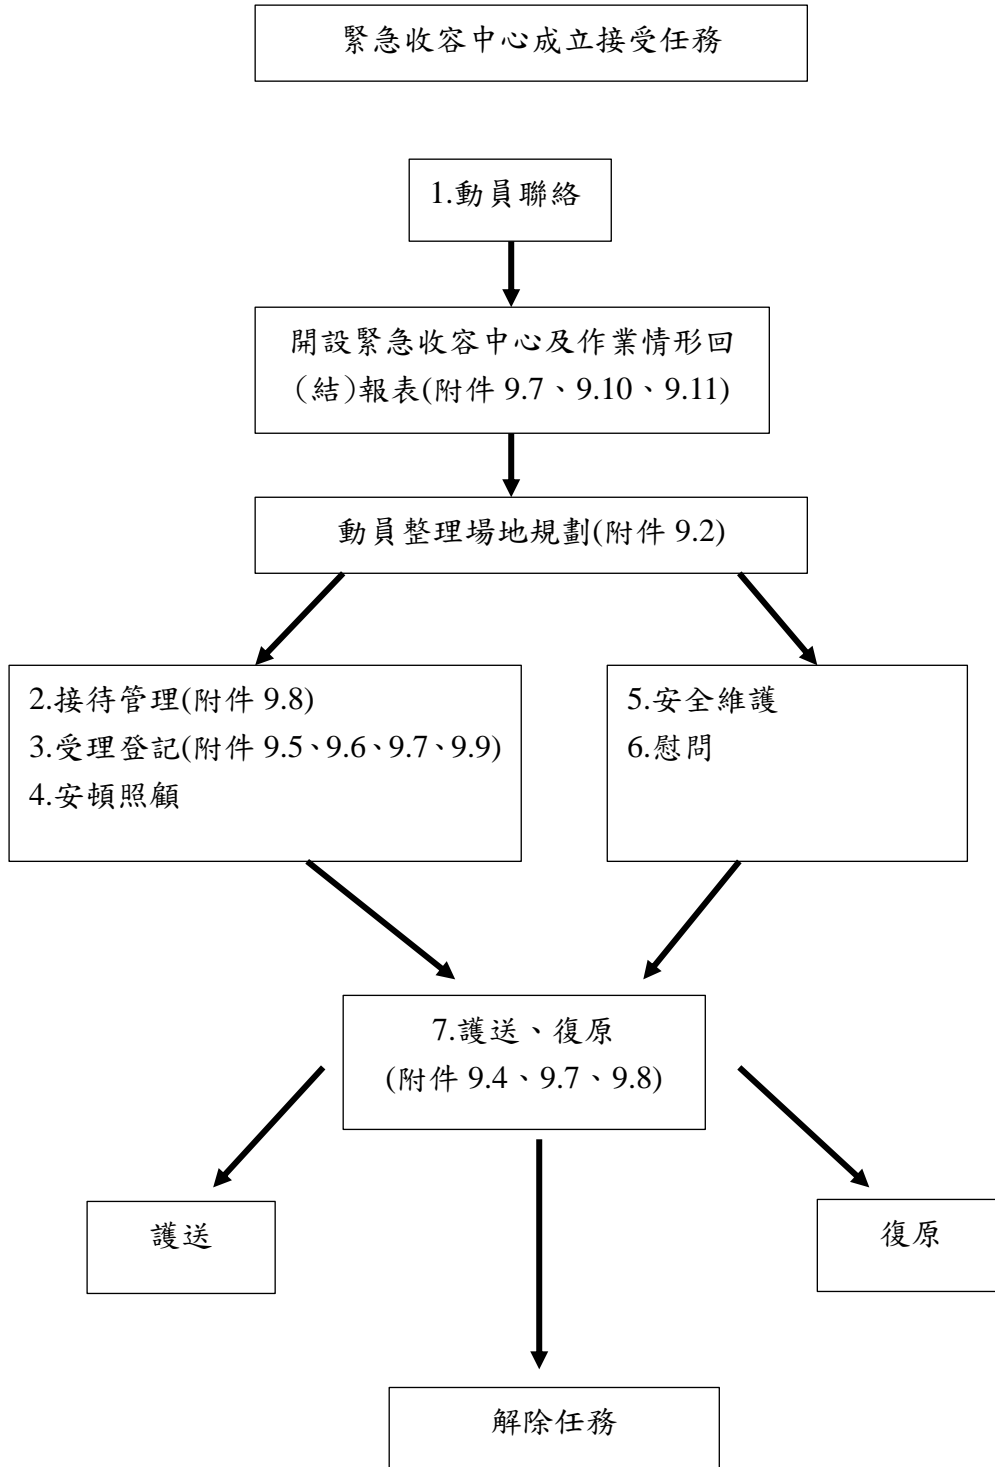 緊急收容中心成立接受任務
1.動員聯絡
開設緊急收容中心及作業情形回
(結)報表(附件 9.7、9.10、9.11)
動員整理場地規劃(附件 9.2)
2.接待管理(附件 9.8)
3.受理登記(附件 9.5、9.6、9.7、9.9)
4.安頓照顧
5.安全維護
6.慰問
7.護送、復原
(附件 9.4、9.7、9.8)
護送
復原
解除任務